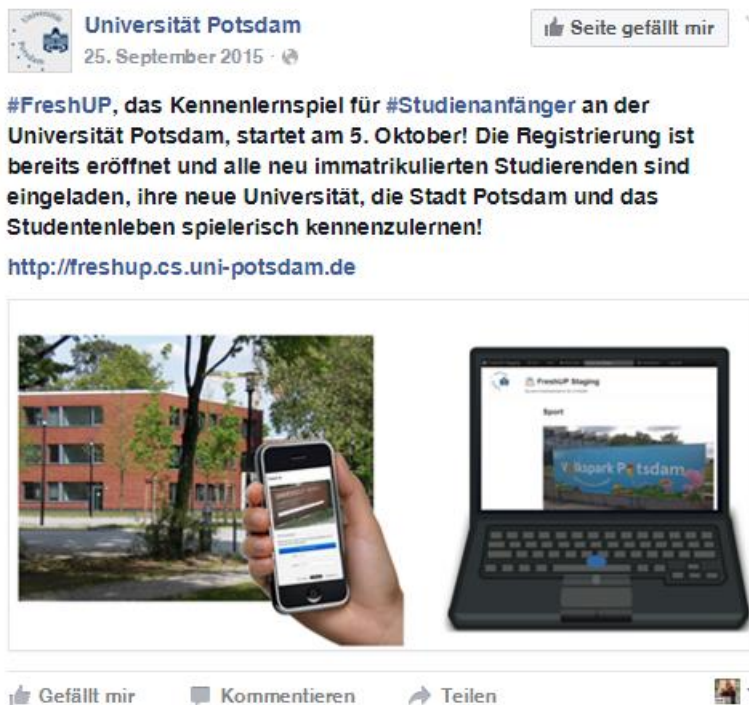 Universität Potsdam
Seite gefällt mir
25. September 2015
#FreshUP, das Kennenlernspiel für #Studienanfänger an der
Universität Potsdam, startet am 5. Oktober! Die Registrierung ist
bereits eröffnet und alle neu immatrikulierten Studierenden sind
eingeladen, ihre neue Universität, die Stadt Potsdam und das
Studentenleben spielerisch kennenzulernen!
http://freshup.cs.uni-potsdam.de
FreshUP Staging
Sport
Volkspark Potsdam
Gefällt mir
Kommentieren
Teilen